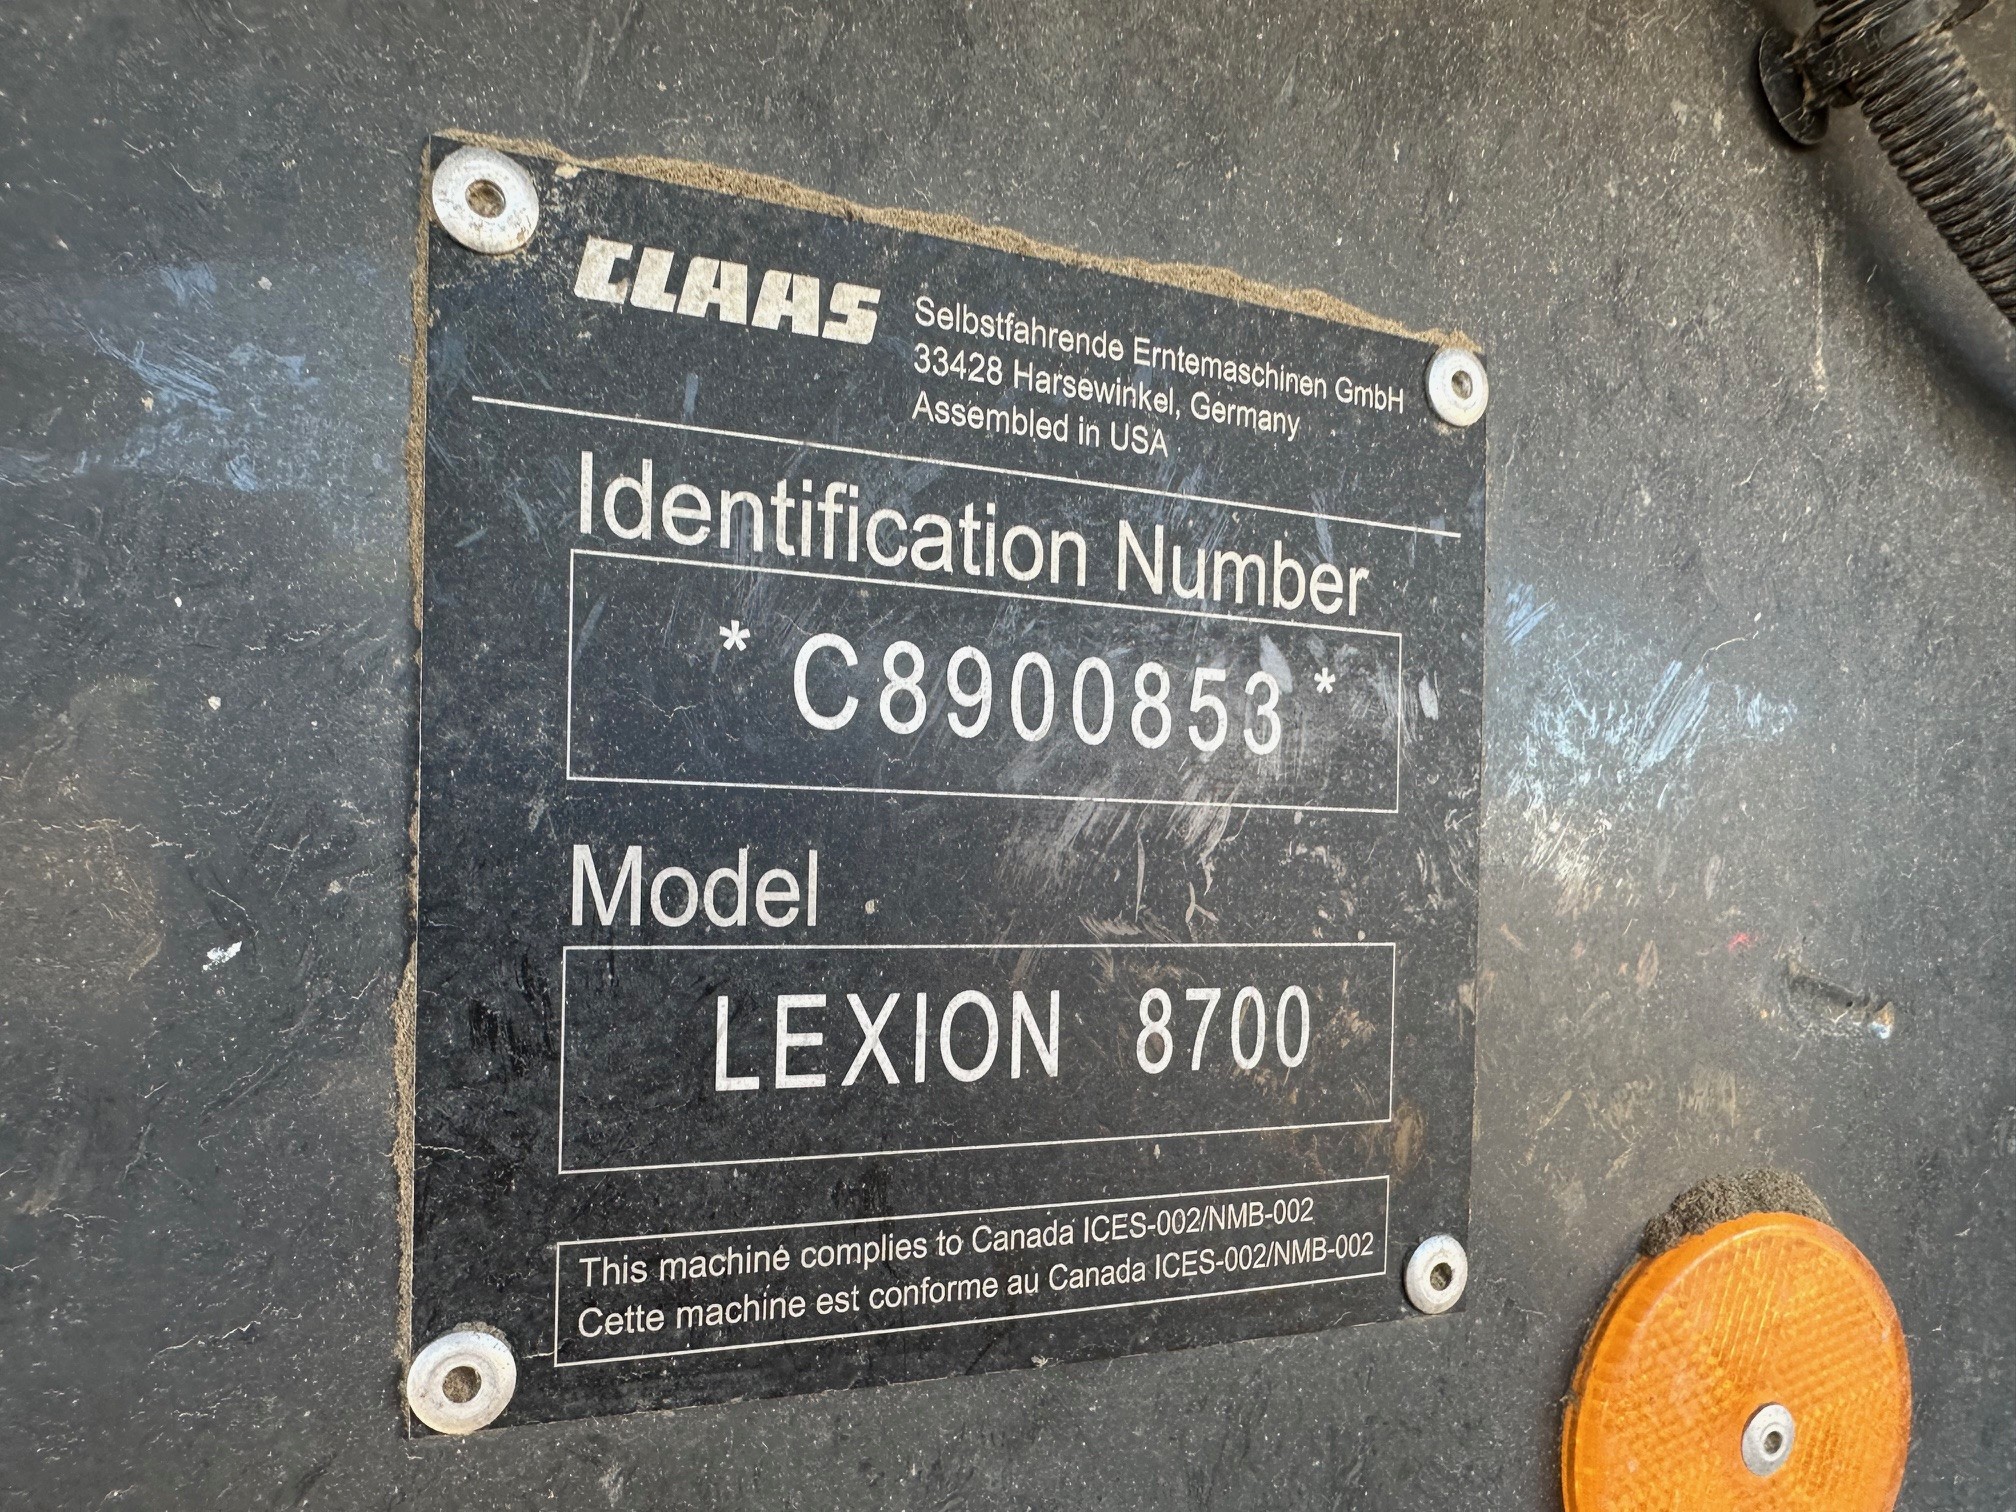 CLAAS
Selbstfahrende Erntemaschinen GmbH
33428 Harsewinkel, Germany
Assembled in USA
Identification Number
* C8900853 *
Model
LEXION 8700
This machine complies to Canada ICES-002/NMB-002
Cette machine est conforme au Canada ICES-002/NMB-002